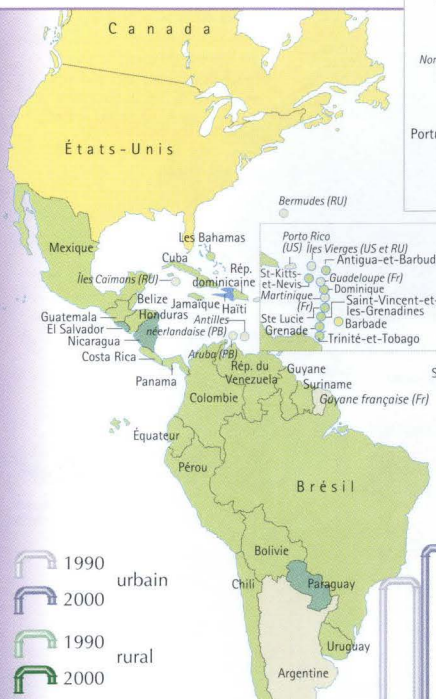 Canada
Nor
États-Unis
Portu
Bermudes (RU)
Mexique
Les Bahamas
Cuba
Îles Caïmans (RU)
Rép.
dominicaine
Belize
Jamaïque
Haïti
Guatemala
Honduras
El Salvador
Nicaragua
Antilles
néerlandaise (PB)
Costa Rica
Aruba (PB)
Panama
Porto Rico
(US)
Îles Vierges (US et RU)
Antigua-et-Barbud
St-Kitts-
et-Nevis
Guadeloupe (Fr)
Dominique
Martinique
(Fr)
Saint-Vincent-et-
les-Grenadines
Ste Lucie
Barbade
Grenade
Trinité-et-Tobago
Rép. du
Venezuela
Guyane
Suriname
Guyane française (Fr)
S
Colombie
Équateur
Pérou
Brésil
Bolivie
Chili
Paraguay
Uruguay
Argentine
1990
urbain
2000
1990
rural
2000